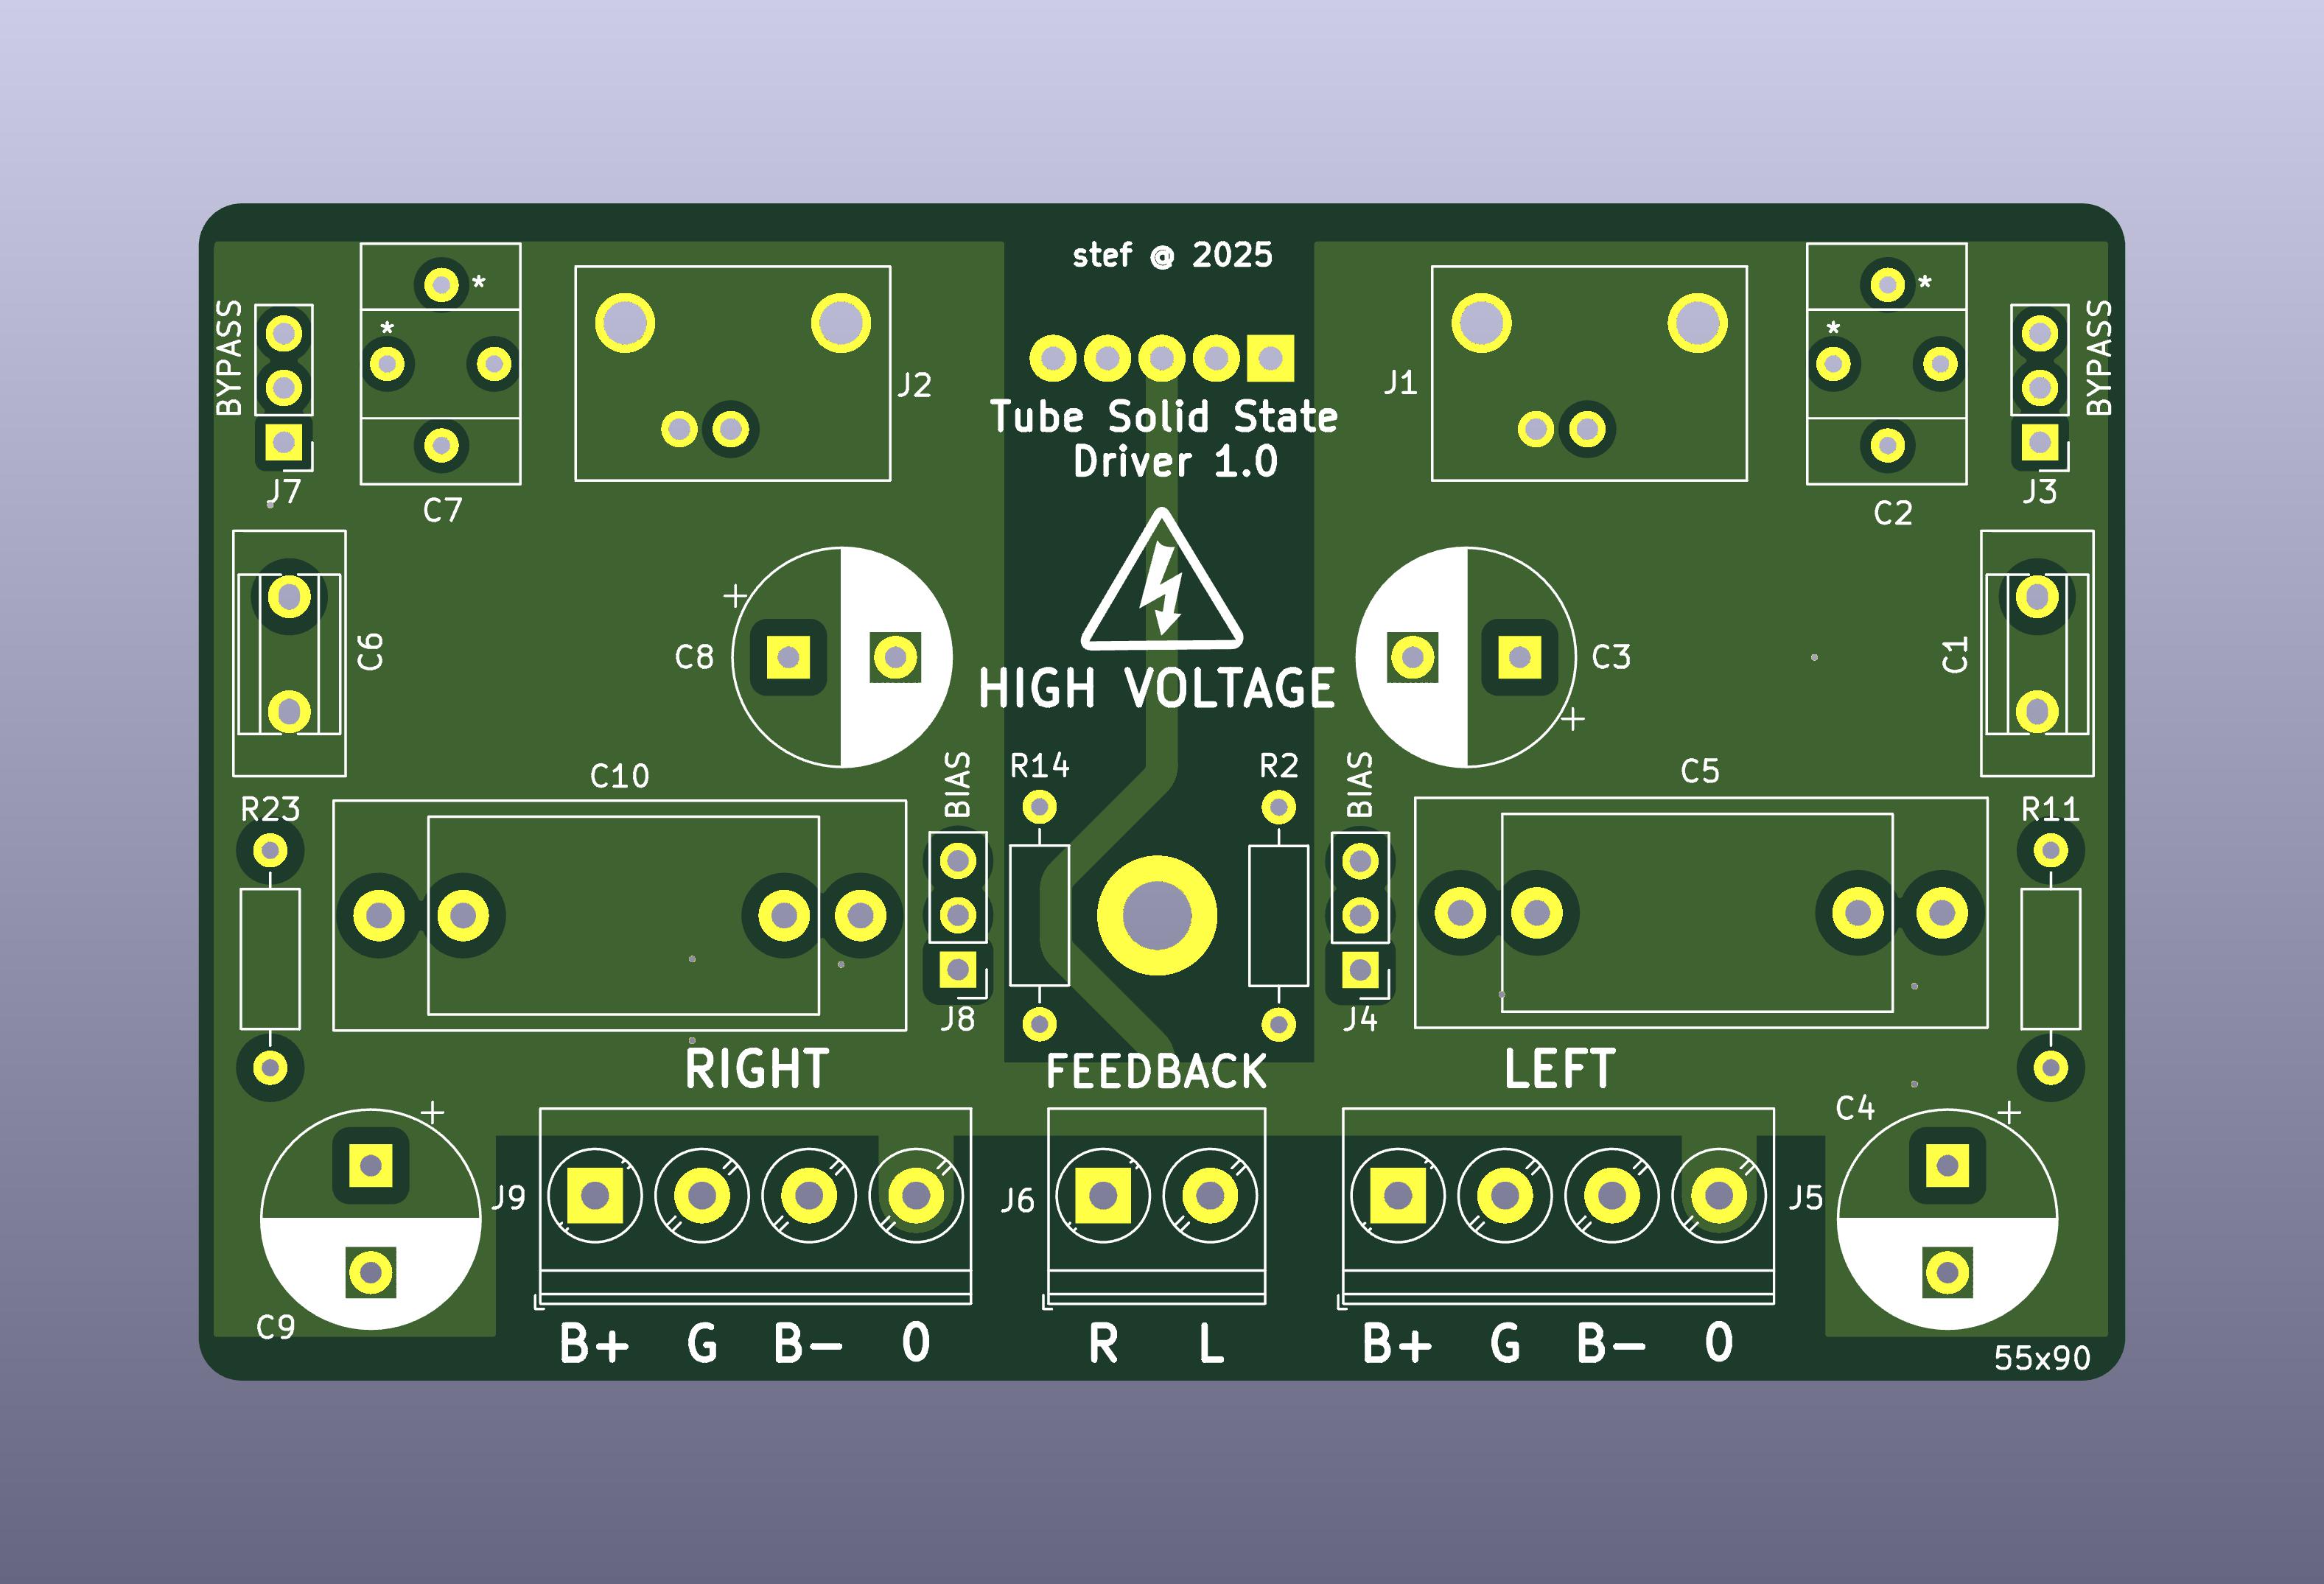 stef @ 2025
BYPASS
J7
C7
J2
Tube Solid State
Driver 1.0
J1
C2
BYPASS
J3
C6
C8
HIGH VOLTAGE
C3
C1
R23
C10
BIAS
R14
R2
BIAS
C5
R11
J8
J4
RIGHT
FEEDBACK
LEFT
C4
J9
J6
J5
C9
B+ G B- O
R L
B+ G B- O
55x90